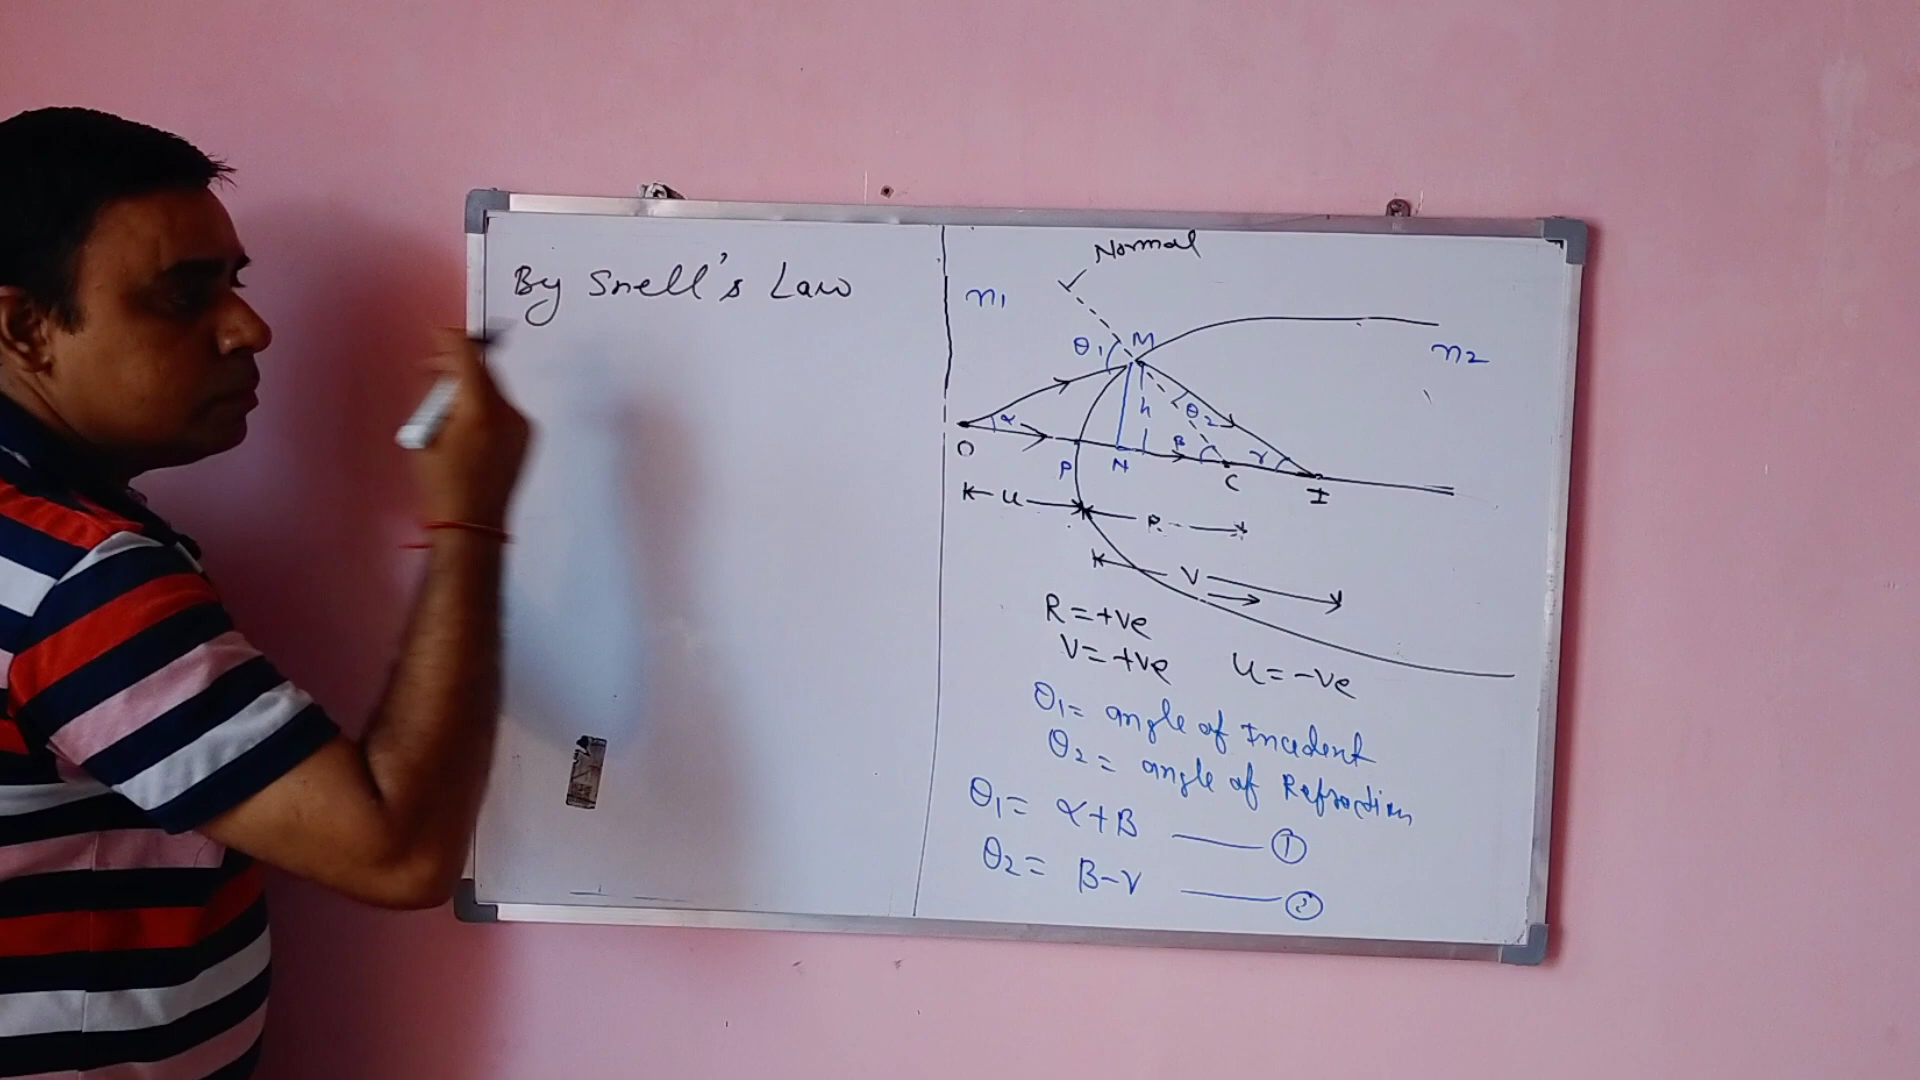 By Snell's Law
Normal
n1
θ1
M
n2
h
θ2
α
β
γ
O
P
N
C
I
u
R
V
R = +ve
V = +ve
u = -ve
θ1 = angle of Incedent
θ2 = angle of Refraction
θ1 = α+β ①
θ2 = β-γ ②